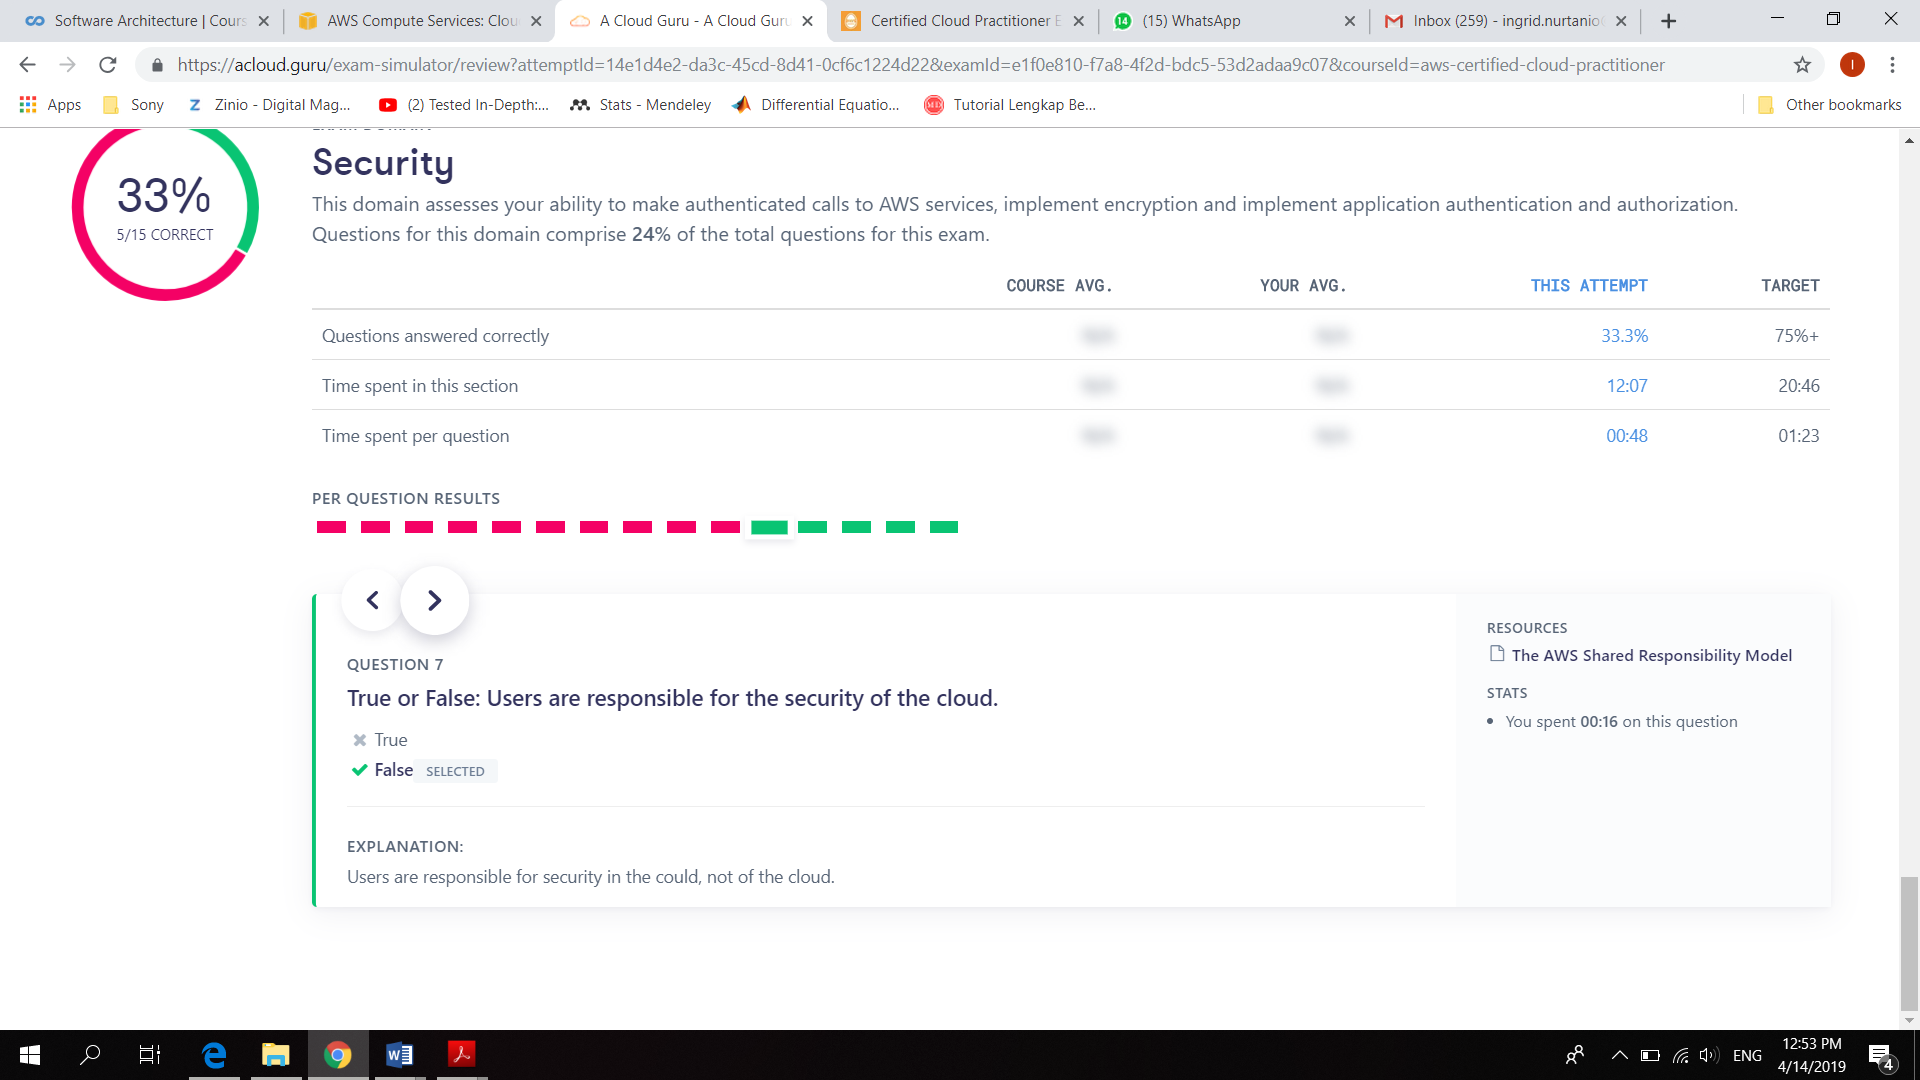 Software Architecture | Cours
AWS Compute Services: Clou
A Cloud Guru - A Cloud Guru
Certified Cloud Practitioner E
14
(15) WhatsApp
Inbox (259) - ingrid.nurtanio
https://acloud.guru/exam-simulator/review?attemptId=14e1d4e2-da3c-45cd-8d41-0cf6c1224d22&examId=e1f0e810-f7a8-4f2d-bdc5-53d2adaa9c07&courseId=aws-certified-cloud-practitioner
I
Apps
Sony
Z Zinio - Digital Mag...
(2) Tested In-Depth:...
Stats - Mendeley
Differential Equatio...
Tutorial Lengkap Be...
Other bookmarks
33%
5/15 CORRECT
Security
This domain assesses your ability to make authenticated calls to AWS services, implement encryption and implement application authentication and authorization.
Questions for this domain comprise 24% of the total questions for this exam.
COURSE AVG. YOUR AVG. THIS ATTEMPT TARGET
Questions answered correctly 33.3% 75%+
Time spent in this section 12:07 20:46
Time spent per question 00:48 01:23
PER QUESTION RESULTS
QUESTION 7
True or False: Users are responsible for the security of the cloud.
True
False SELECTED
EXPLANATION:
Users are responsible for security in the could, not of the cloud.
RESOURCES
The AWS Shared Responsibility Model
STATS
You spent 00:16 on this question
ENG
12:53 PM
4/14/2019
4